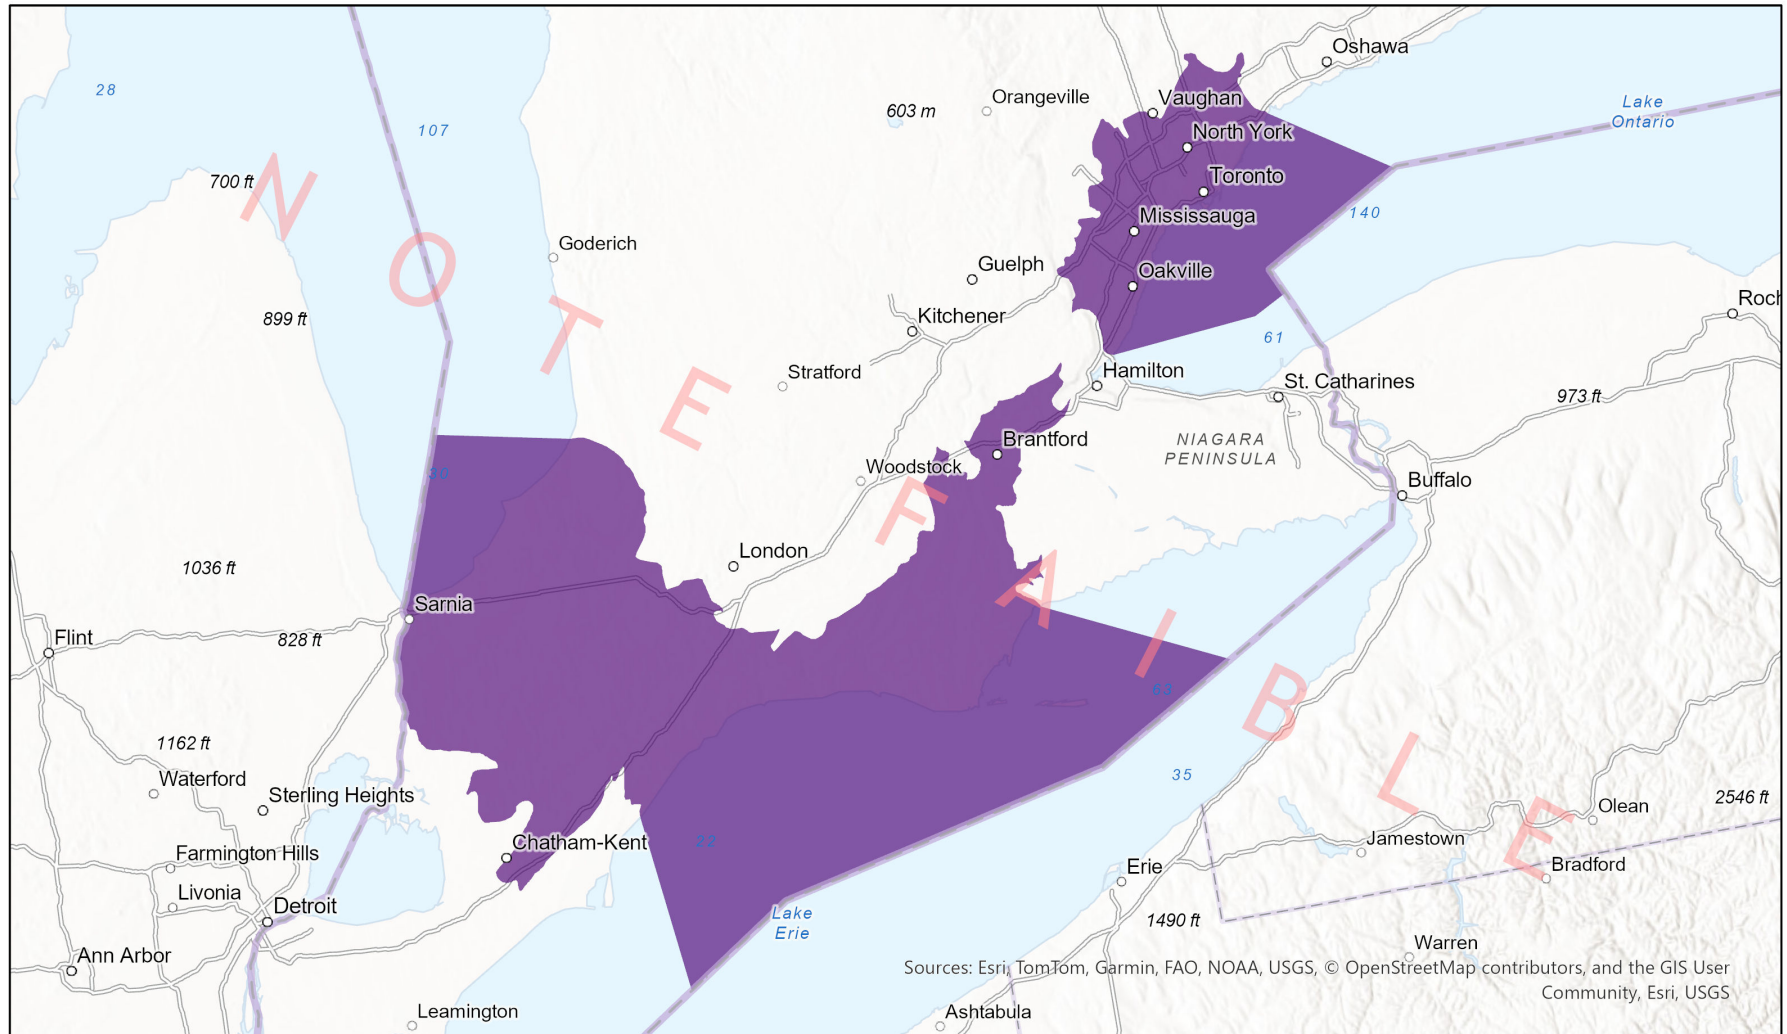 Oshawa
28
Orangeville
Vaughan
603 m
Lake
Ontario
107
North York
700 ft
Toronto
Mississauga
140
Goderich
Guelph
Oakville
Roch
899 ft
Kitchener
61
Stratford
Hamilton
St. Catharines
973 ft
Brantford
NIAGARA
PENINSULA
Woodstock
30
Buffalo
London
1036 ft
Sarnia
Flint
828 ft
63
1162 ft
Waterford
35
Sterling Heights
2546 ft
Olean
22
Chatham-Kent
Jamestown
Farmington Hills
Erie
Bradford
Livonia
Detroit
Lake
Erie
1490 ft
Ann Arbor
Warren
Leamington
Ashtabula
NOTEFAIBLE
Sources: Esri, TomTom, Garmin, FAO, NOAA, USGS, © OpenStreetMap contributors, and the GIS User
Community, Esri, USGS